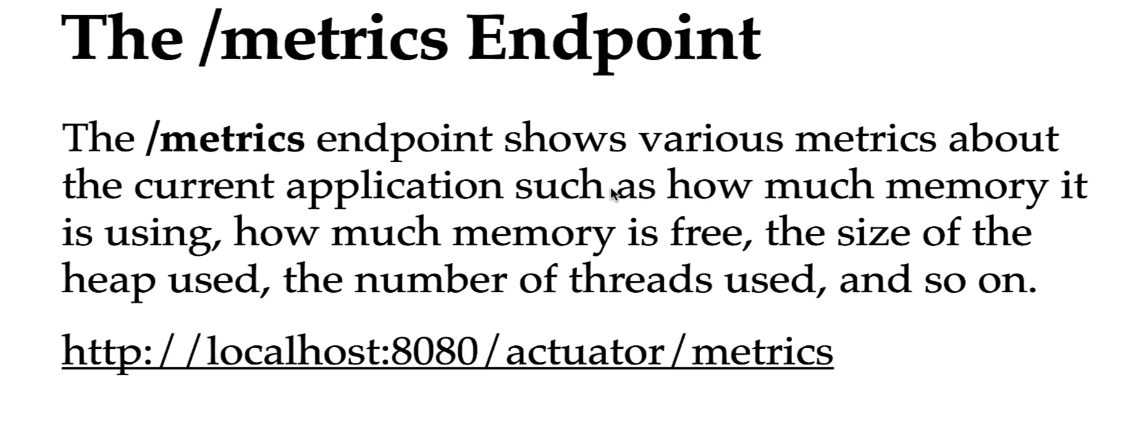 The /metrics Endpoint
The /metrics endpoint shows various metrics about
the current application such as how much memory it
is using, how much memory is free, the size of the
heap used, the number of threads used, and so on.
http://localhost:8080/actuator/metrics